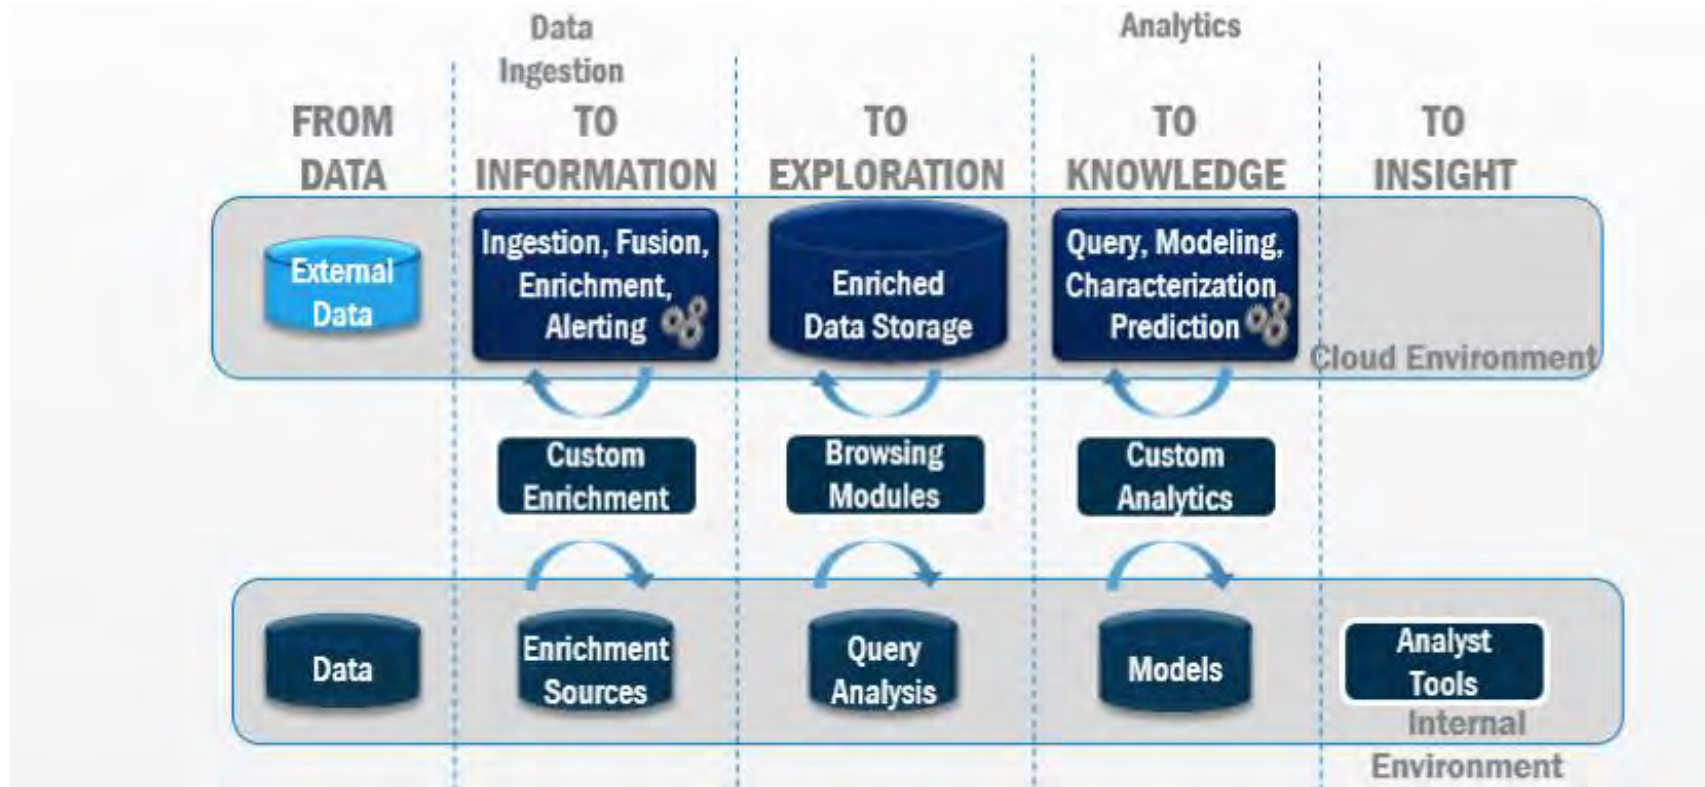 Data
Ingestion
Analytics
FROM
DATA
TO
INFORMATION
TO
EXPLORATION
TO
KNOWLEDGE
TO
INSIGHT
External
Data
Ingestion, Fusion,
Enrichment,
Alerting
Enriched
Data Storage
Query, Modeling,
Characterization,
Prediction
Cloud Environment
Custom
Enrichment
Browsing
Modules
Custom
Analytics
Data
Enrichment
Sources
Query
Analysis
Models
Analyst
Tools
Internal
Environment